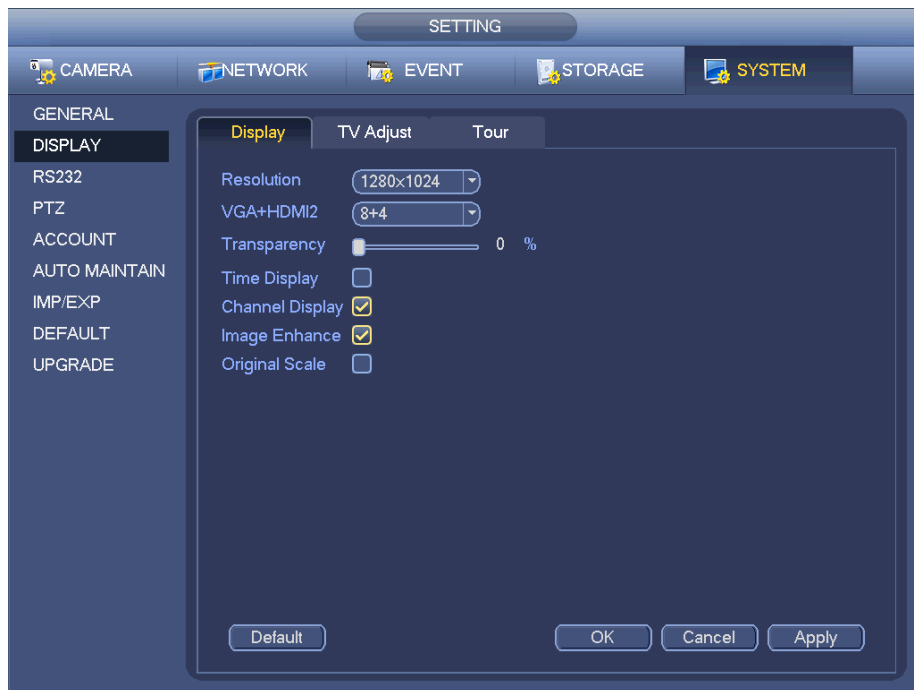 SETTING
CAMERA NETWORK EVENT STORAGE SYSTEM
GENERAL
DISPLAY
RS232
PTZ
ACCOUNT
AUTO MAINTAIN
IMP/EXP
DEFAULT
UPGRADE
Display TV Adjust Tour
Resolution 1280×1024
VGA+HDMI2 8+4
Transparency 0 %
Time Display
Channel Display
Image Enhance
Original Scale
Default OK Cancel Apply